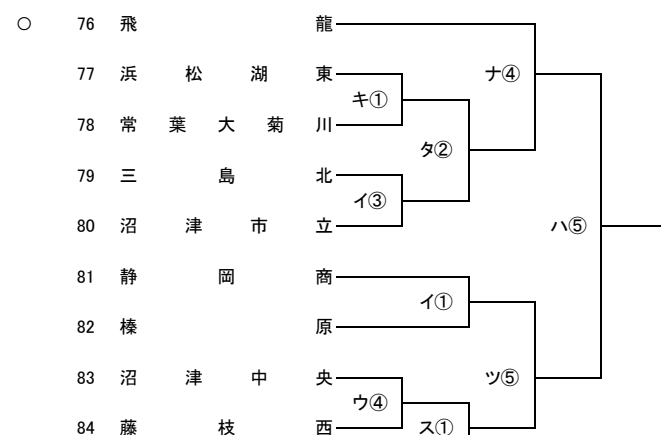 ○ 76 飛龍
77 浜松湖東 ナ④
キ①
78 常葉大菊川
タ②
79 三島北
イ③
80 沼津市立 ハ⑤
81 静岡商
イ①
82 榛原
83 沼津中央 ツ⑤
ウ④
84 藤枝西 ス①